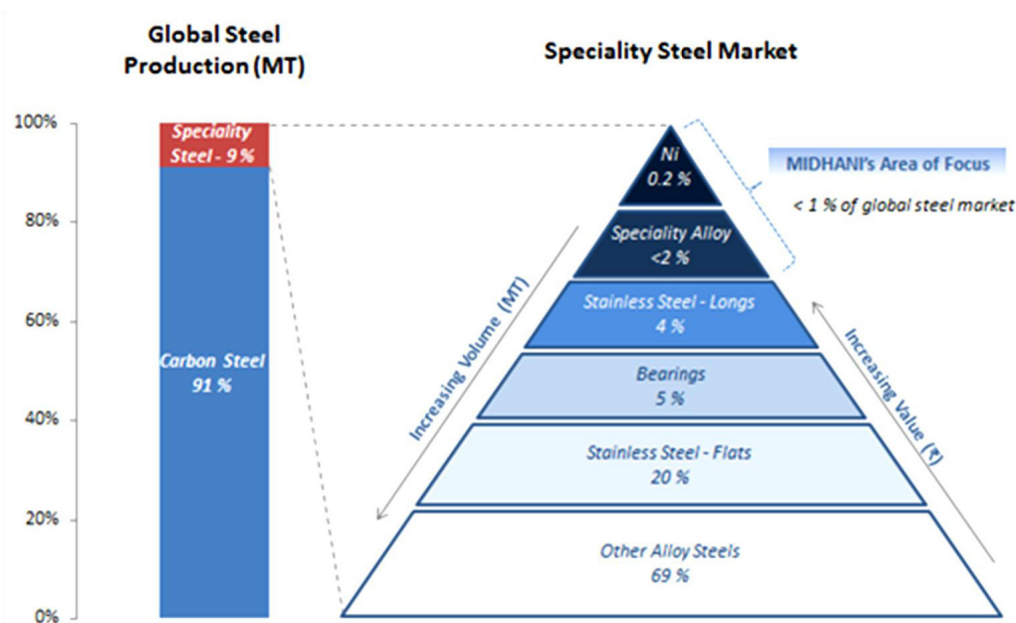 Global Steel
Production (MT)
Speciality Steel Market
100%
80%
60%
40%
20%
0%
Speciality
Steel - 9 %
Carbon Steel
91 %
Ni
0.2 %
Speciality Alloy
<2 %
Stainless Steel - Longs
4 %
Bearings
5 %
Stainless Steel - Flats
20 %
Other Alloy Steels
69 %
Increasing Volume (MT)
Increasing Value (₹)
MIDHANI's Area of Focus
< 1 % of global steel market